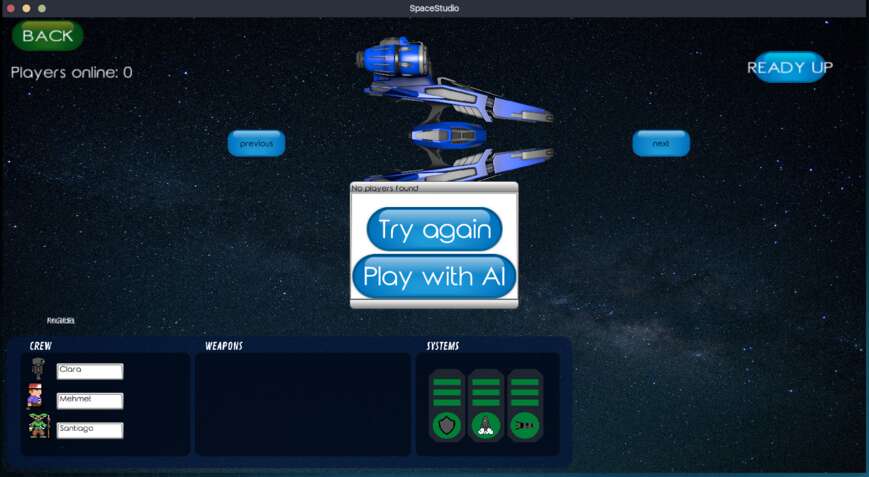 SpaceStudio
BACK
Players online: 0
READY UP
previous
next
No players found
Try again
Play with AI
CREW
WEAPONS
SYSTEMS
Clara
Mehmet
Santiago